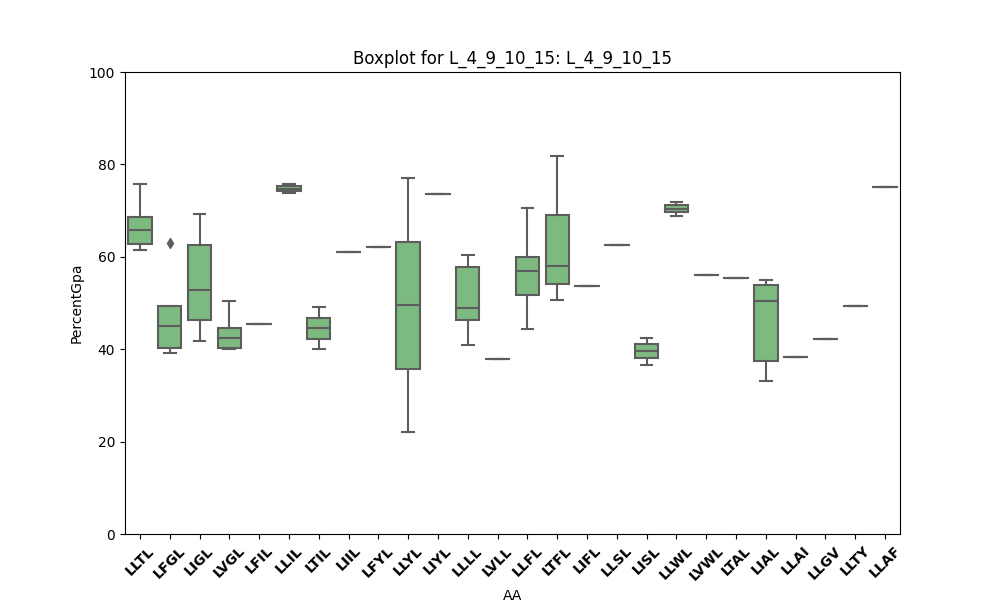 Boxplot for L_4_9_10_15: L_4_9_10_15
PercentGpa
100
80
60
40
20
0
LLTL LFGL LIGL LVGL LFIL LLIL LTIL LIIL LFYL LLYL LIYL LLLL LVLL LLFL LTFL LIFL LLSL LISL LLWL LVWL LTAL LIAL LLAI LLGV LLTY LLAF
AA